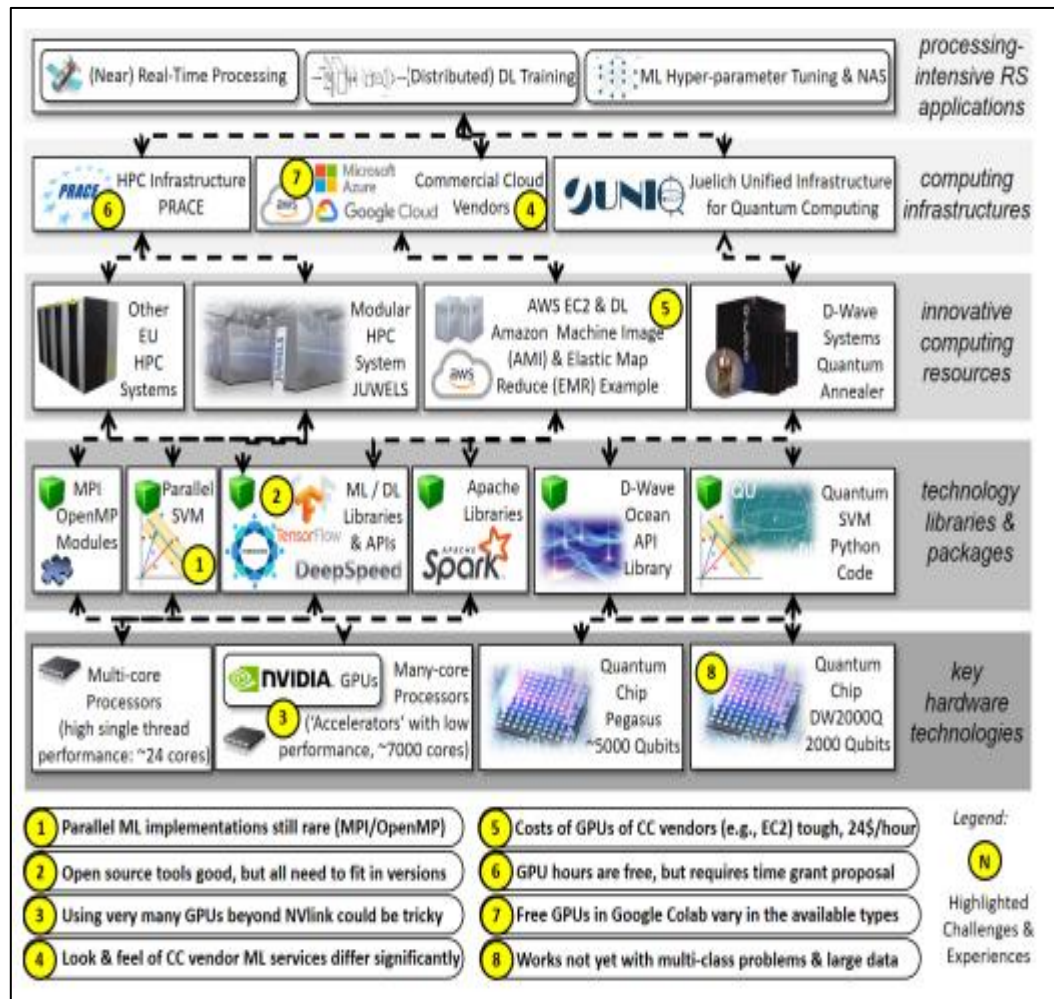 processing-
intensive RS
applications
(Near) Real-Time Processing
(Distributed) DL Training
ML Hyper-parameter Tuning & NAS
computing
infrastructures
PRACE
6
HPC Infrastructure
PRACE
7
aws
Microsoft
Azure
Google Cloud
Commercial Cloud
Vendors
4
JUNIQ
Juelich Unified Infrastructure
for Quantum Computing
innovative
computing
resources
Other
EU
HPC
Systems
JUWELS
Modular
HPC
System
JUWELS
aws
AWS EC2 & DL
Amazon Machine Image
(AMI) & Elastic Map
Reduce (EMR) Example
5
D-Wave
Systems
Quantum
Annealer
technology
libraries &
packages
MPI
OpenMP
Modules
Parallel
SVM
1
2
TensorFlow
DeepSpeed
ML / DL
Libraries
& APIs
Apache
Libraries
APACHE
Spark
D-Wave
Ocean
API
Library
QU
Quantum
SVM
Python
Code
key
hardware
technologies
Multi-core
Processors
(high single thread
performance: ~24 cores)
NVIDIA. GPUs
3
Many-core
Processors
('Accelerators' with low
performance, ~7000 cores)
Quantum
Chip
Pegasus
~5000 Qubits
8
Quantum
Chip
DW2000Q
2000 Qubits
1 Parallel ML implementations still rare (MPI/OpenMP)
2 Open source tools good, but all need to fit in versions
3 Using very many GPUs beyond NVlink could be tricky
4 Look & feel of CC vendor ML services differ significantly
5 Costs of GPUs of CC vendors (e.g., EC2) tough, 24$/hour
6 GPU hours are free, but requires time grant proposal
7 Free GPUs in Google Colab vary in the available types
8 Works not yet with multi-class problems & large data
Legend:
N
Highlighted
Challenges &
Experiences